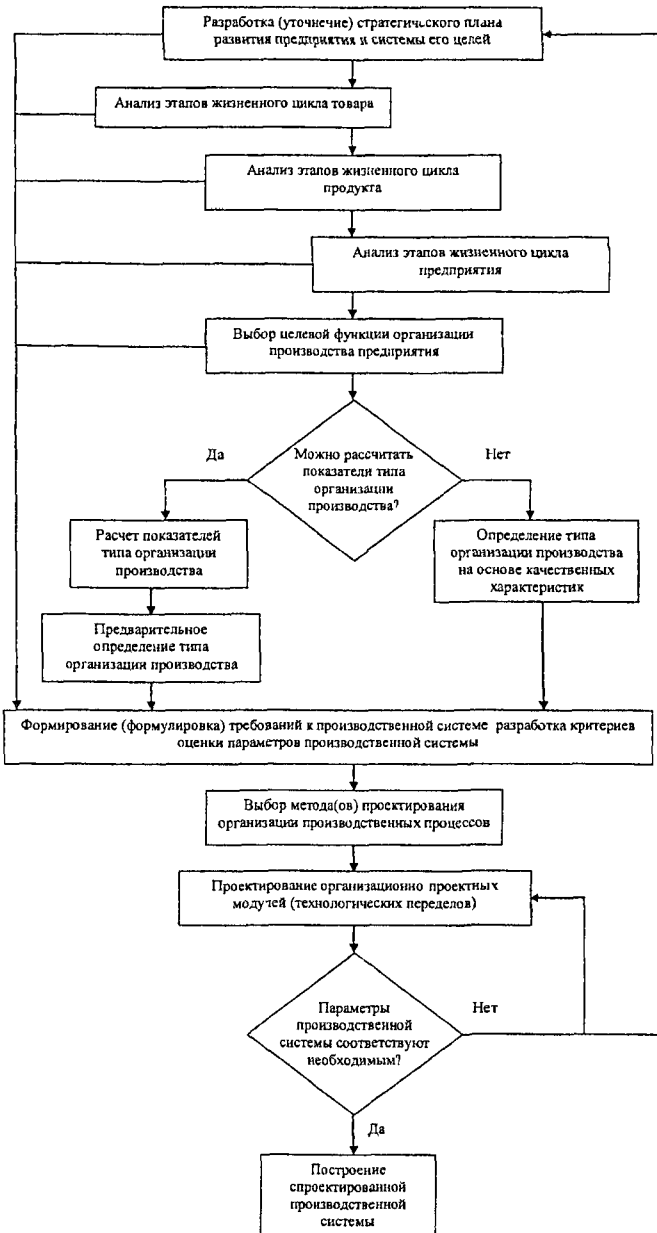 Разработка (уточнечие) стратегического плана
развития предприятия и системы его целей
Анализ этапов жизненного цикла товара
Анализ этапов жизненного цикла
продукта
Анализ этапов жизненного цикла
предприятия
Выбор целевой функции организации
производства предприятия
Да
Можно рассчитать
показатели типа
организации
производства?
Нет
Расчет показателей
типа организации
производства
Определение типа
организации производства
на основе качественных
характеристик
Предварительное
определение типа
организации производства
Формирование (формулировка) требований к производственной системе разработка критериев
оценки параметров производственной системы
Выбор метода(ов) проектирования
организации производственных процессов
Проектирование организационно проектных
модучей (технологических переделов)
Параметры
производственной
системы соответствуют
необходимым?
Нет
Да
Построение
спроектированной
производственной
системы